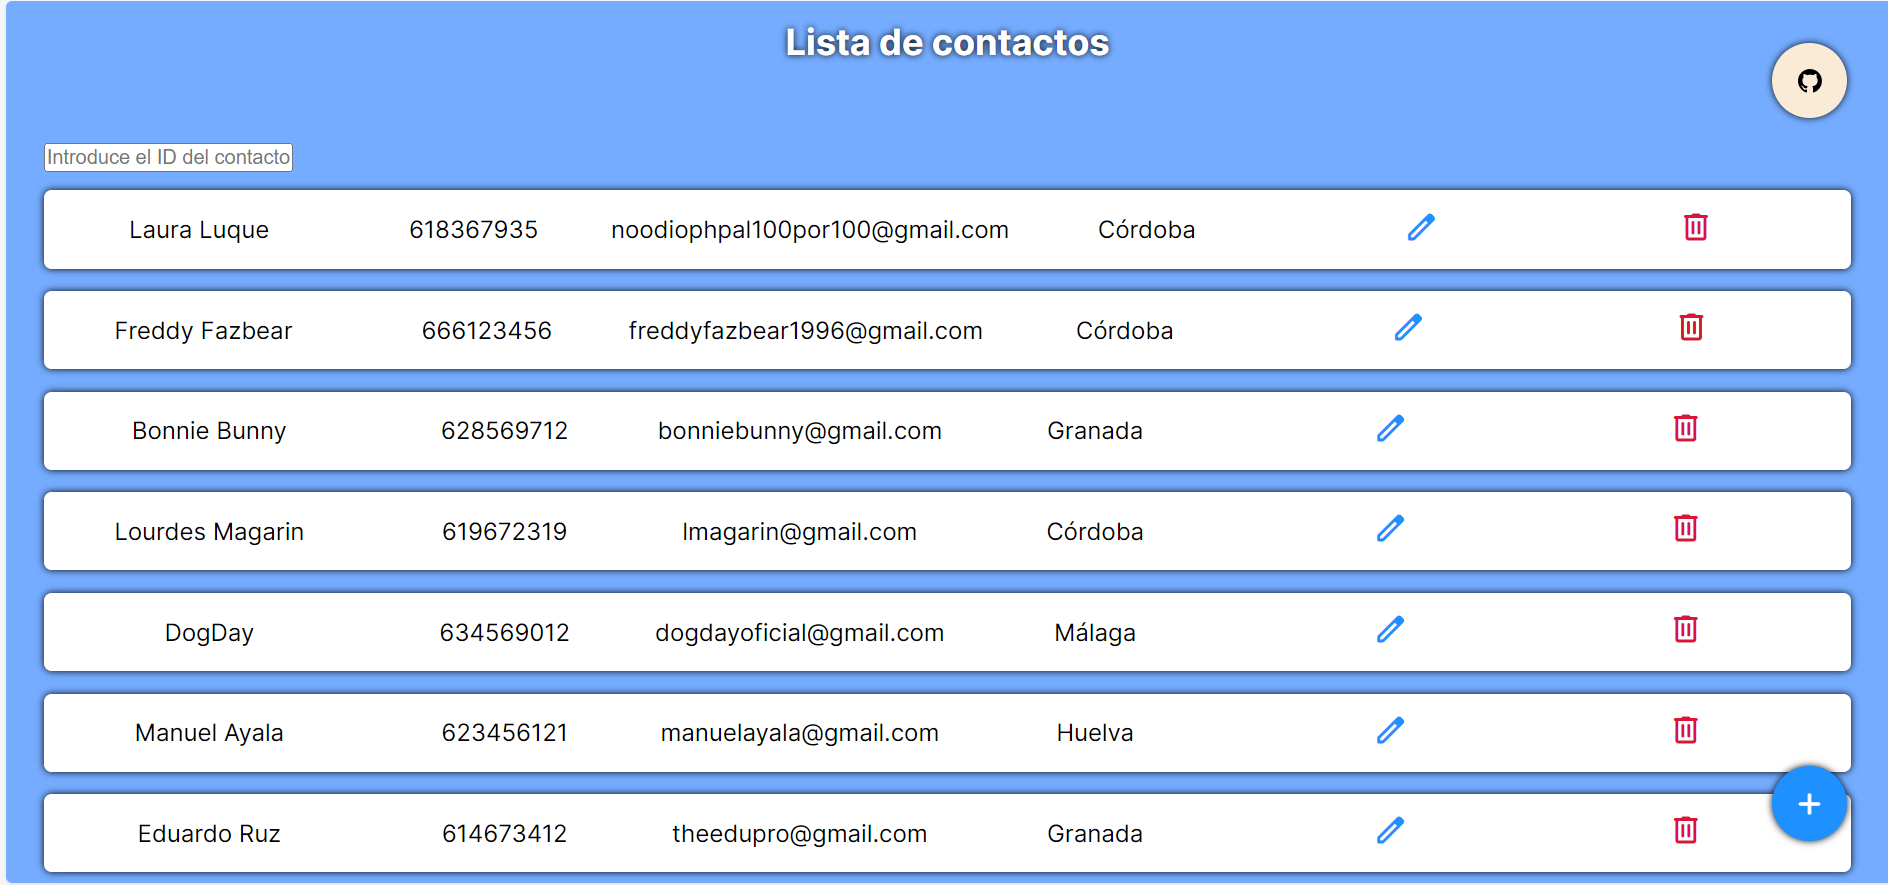 Lista de contactos
Introduce el ID del contacto
Laura Luque 618367935 noodiophpal100por100@gmail.com Córdoba
Freddy Fazbear 666123456 freddyfazbear1996@gmail.com Córdoba
Bonnie Bunny 628569712 bonniebunny@gmail.com Granada
Lourdes Magarin 619672319 lmagarin@gmail.com Córdoba
DogDay 634569012 dogdayoficial@gmail.com Málaga
Manuel Ayala 623456121 manuelayala@gmail.com Huelva
Eduardo Ruz 614673412 theedupro@gmail.com Granada